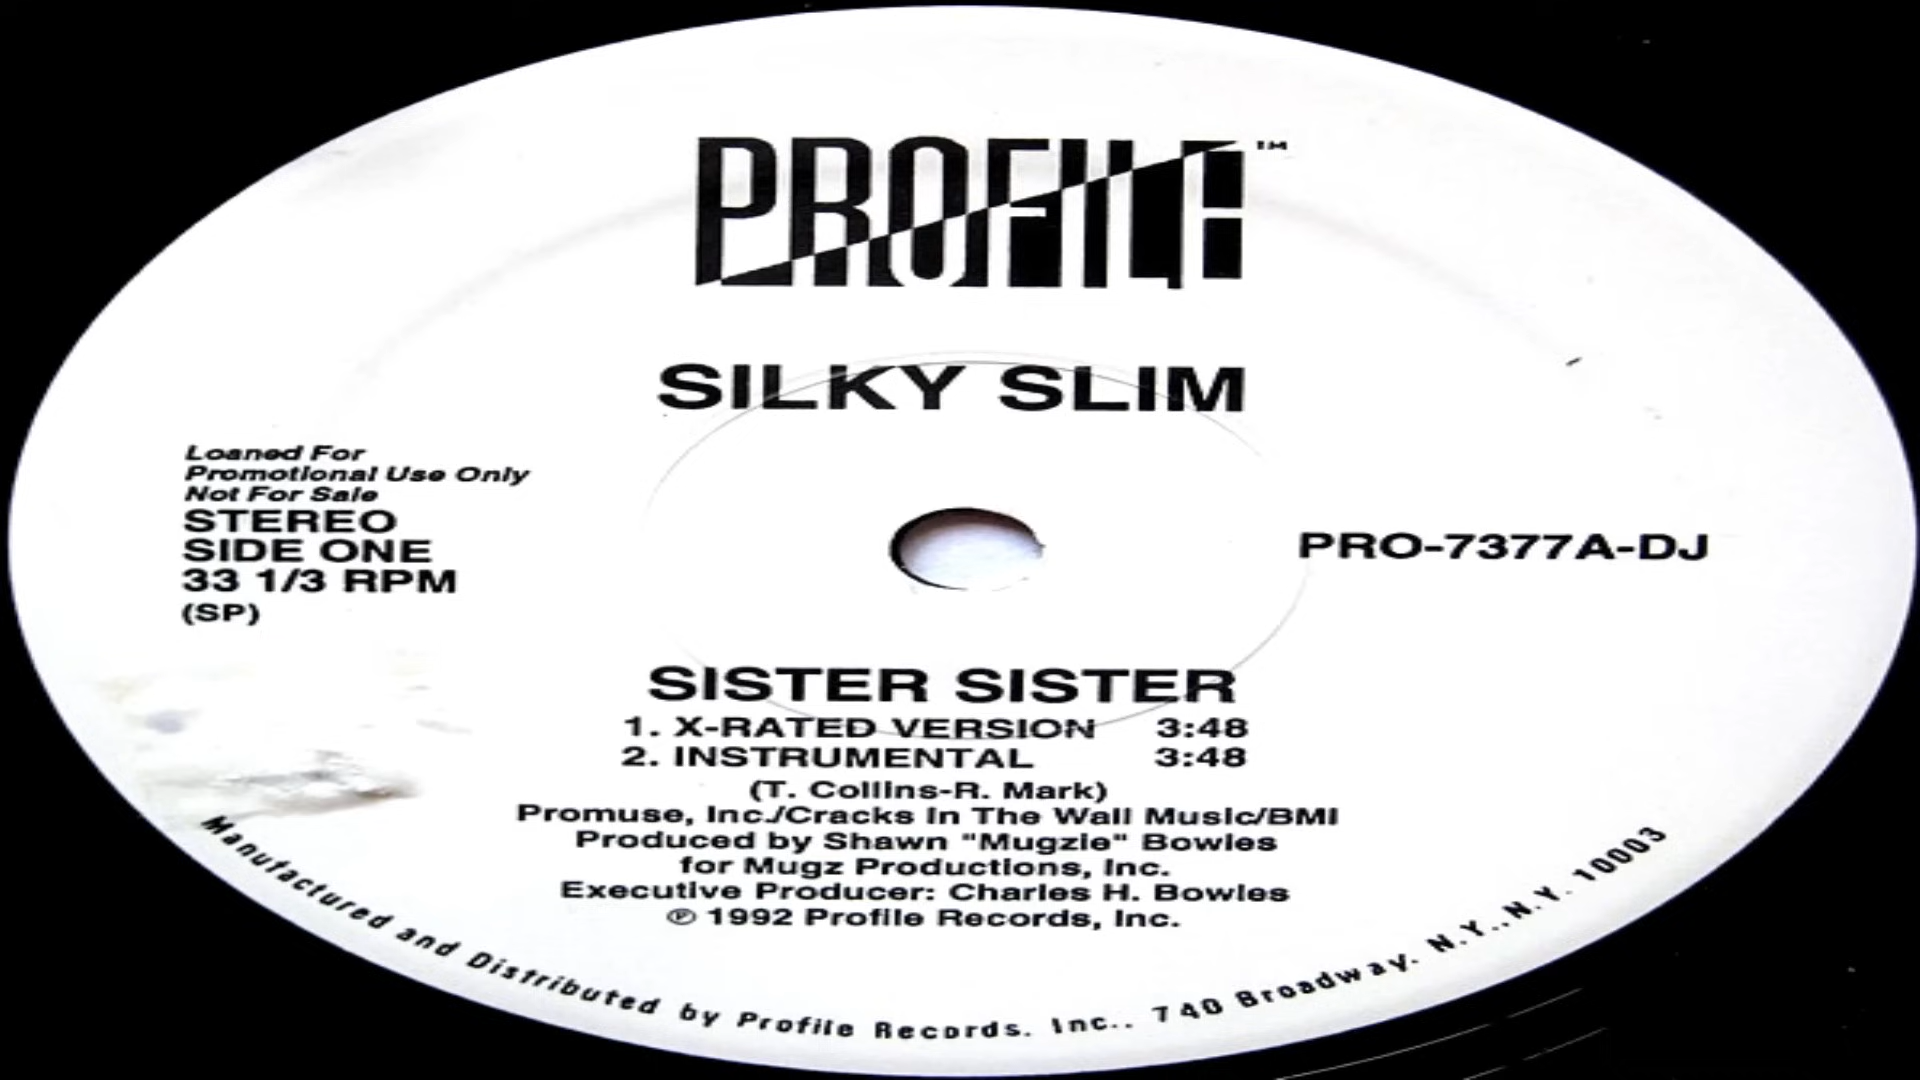 PROFILE™
SILKY SLIM
Loaned For
Promotional Use Only
Not For Sale
STEREO
SIDE ONE
33 1/3 RPM
(SP)
PRO-7377A-DJ
SISTER SISTER
1. X-RATED VERSION 3:48
2. INSTRUMENTAL 3:48
(T. Collins-R. Mark)
Promuse, Inc./Cracks In The Wall Music/BMI
Produced by Shawn "Mugzie" Bowles
for Mugz Productions, Inc.
Executive Producer: Charles H. Bowles
℗ 1992 Profile Records, Inc.
Manufactured and Distributed by Profile Records. Inc.. 740 Broadway. N.Y..N.Y. 10003